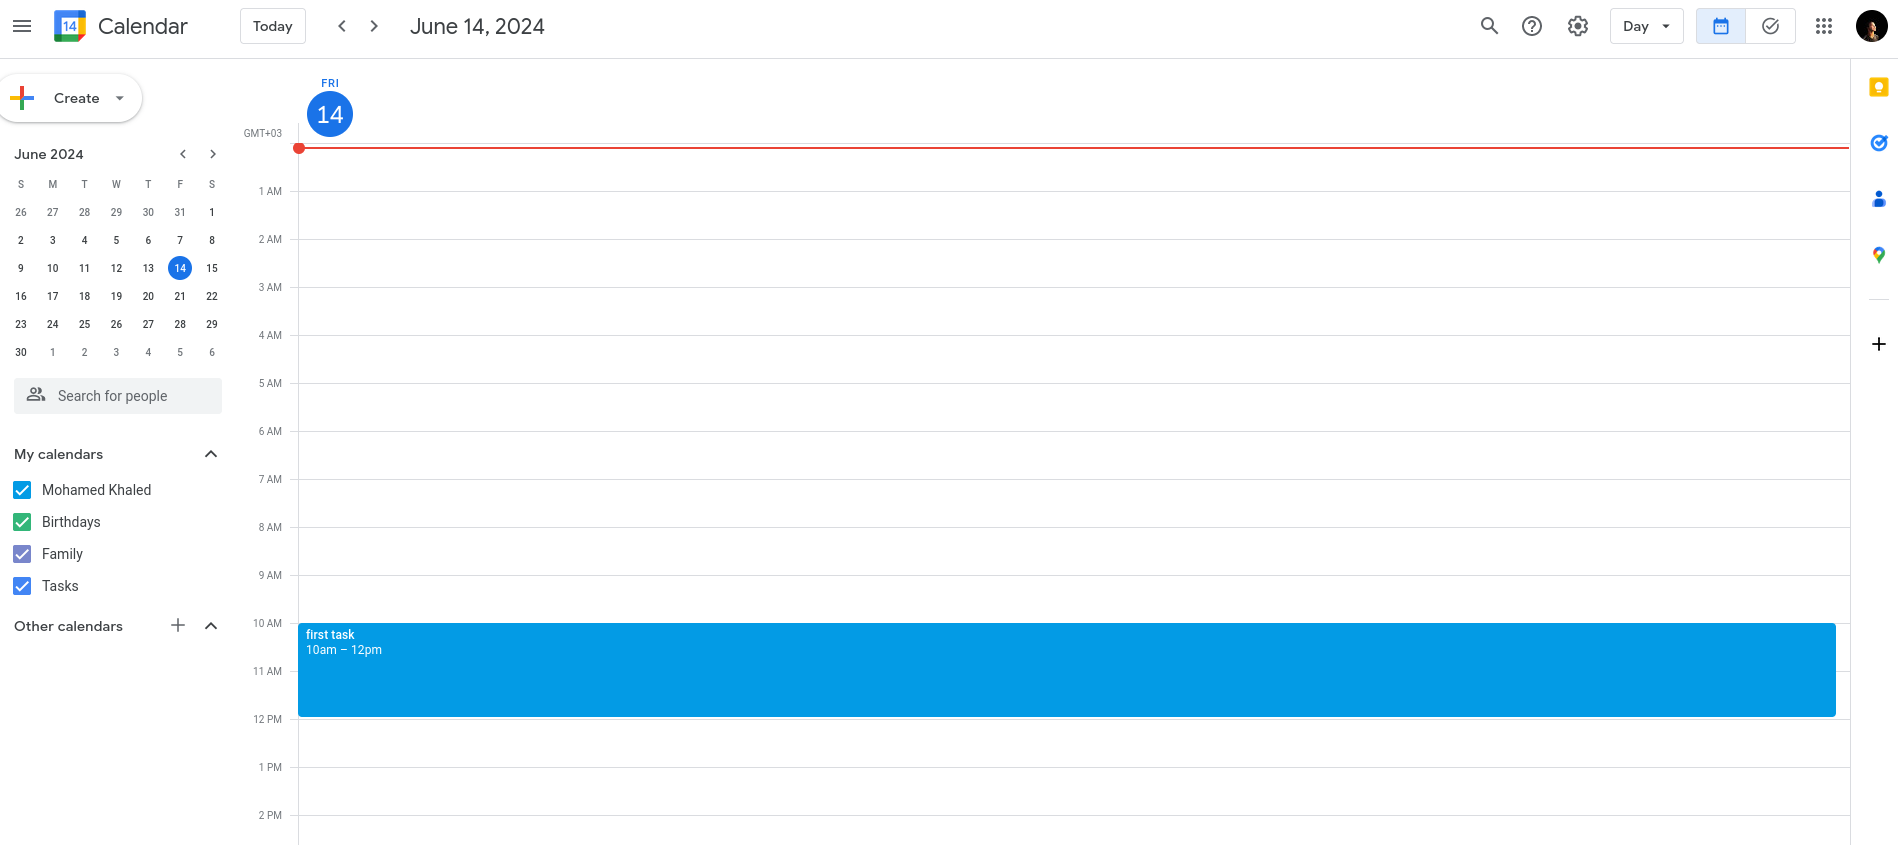 14 Calendar Today June 14, 2024 Day
Create
June 2024
S M T W T F S
26 27 28 29 30 31 1
2 3 4 5 6 7 8
9 10 11 12 13 14 15
16 17 18 19 20 21 22
23 24 25 26 27 28 29
30 1 2 3 4 5 6
Search for people
My calendars
Mohamed Khaled
Birthdays
Family
Tasks
Other calendars
FRI
14
GMT+03
1 AM
2 AM
3 AM
4 AM
5 AM
6 AM
7 AM
8 AM
9 AM
10 AM
first task
10am – 12pm
11 AM
12 PM
1 PM
2 PM